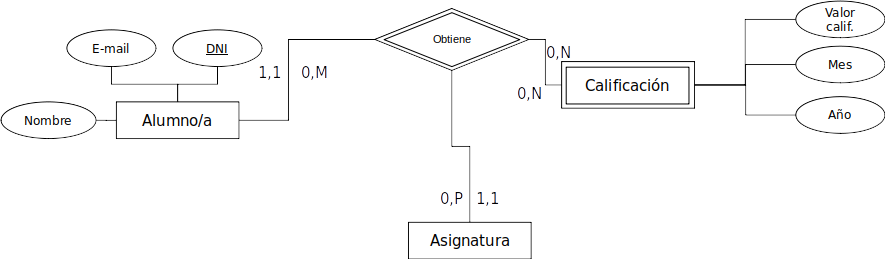 Valor
calif.
E-mail
DNI
Obtiene
0,N
Mes
1,1
0,M
Calificación
0,N
Nombre
Alumno/a
Año
0,P
1,1
Asignatura